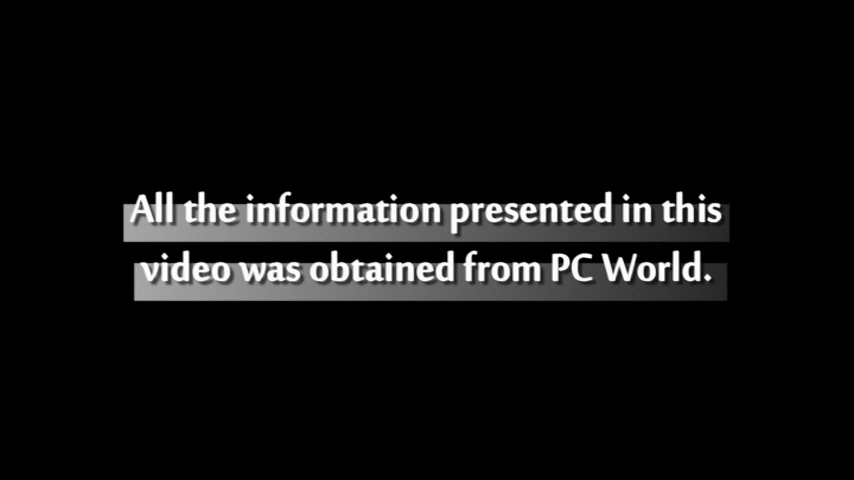 All the information presented in this
video was obtained from PC World.